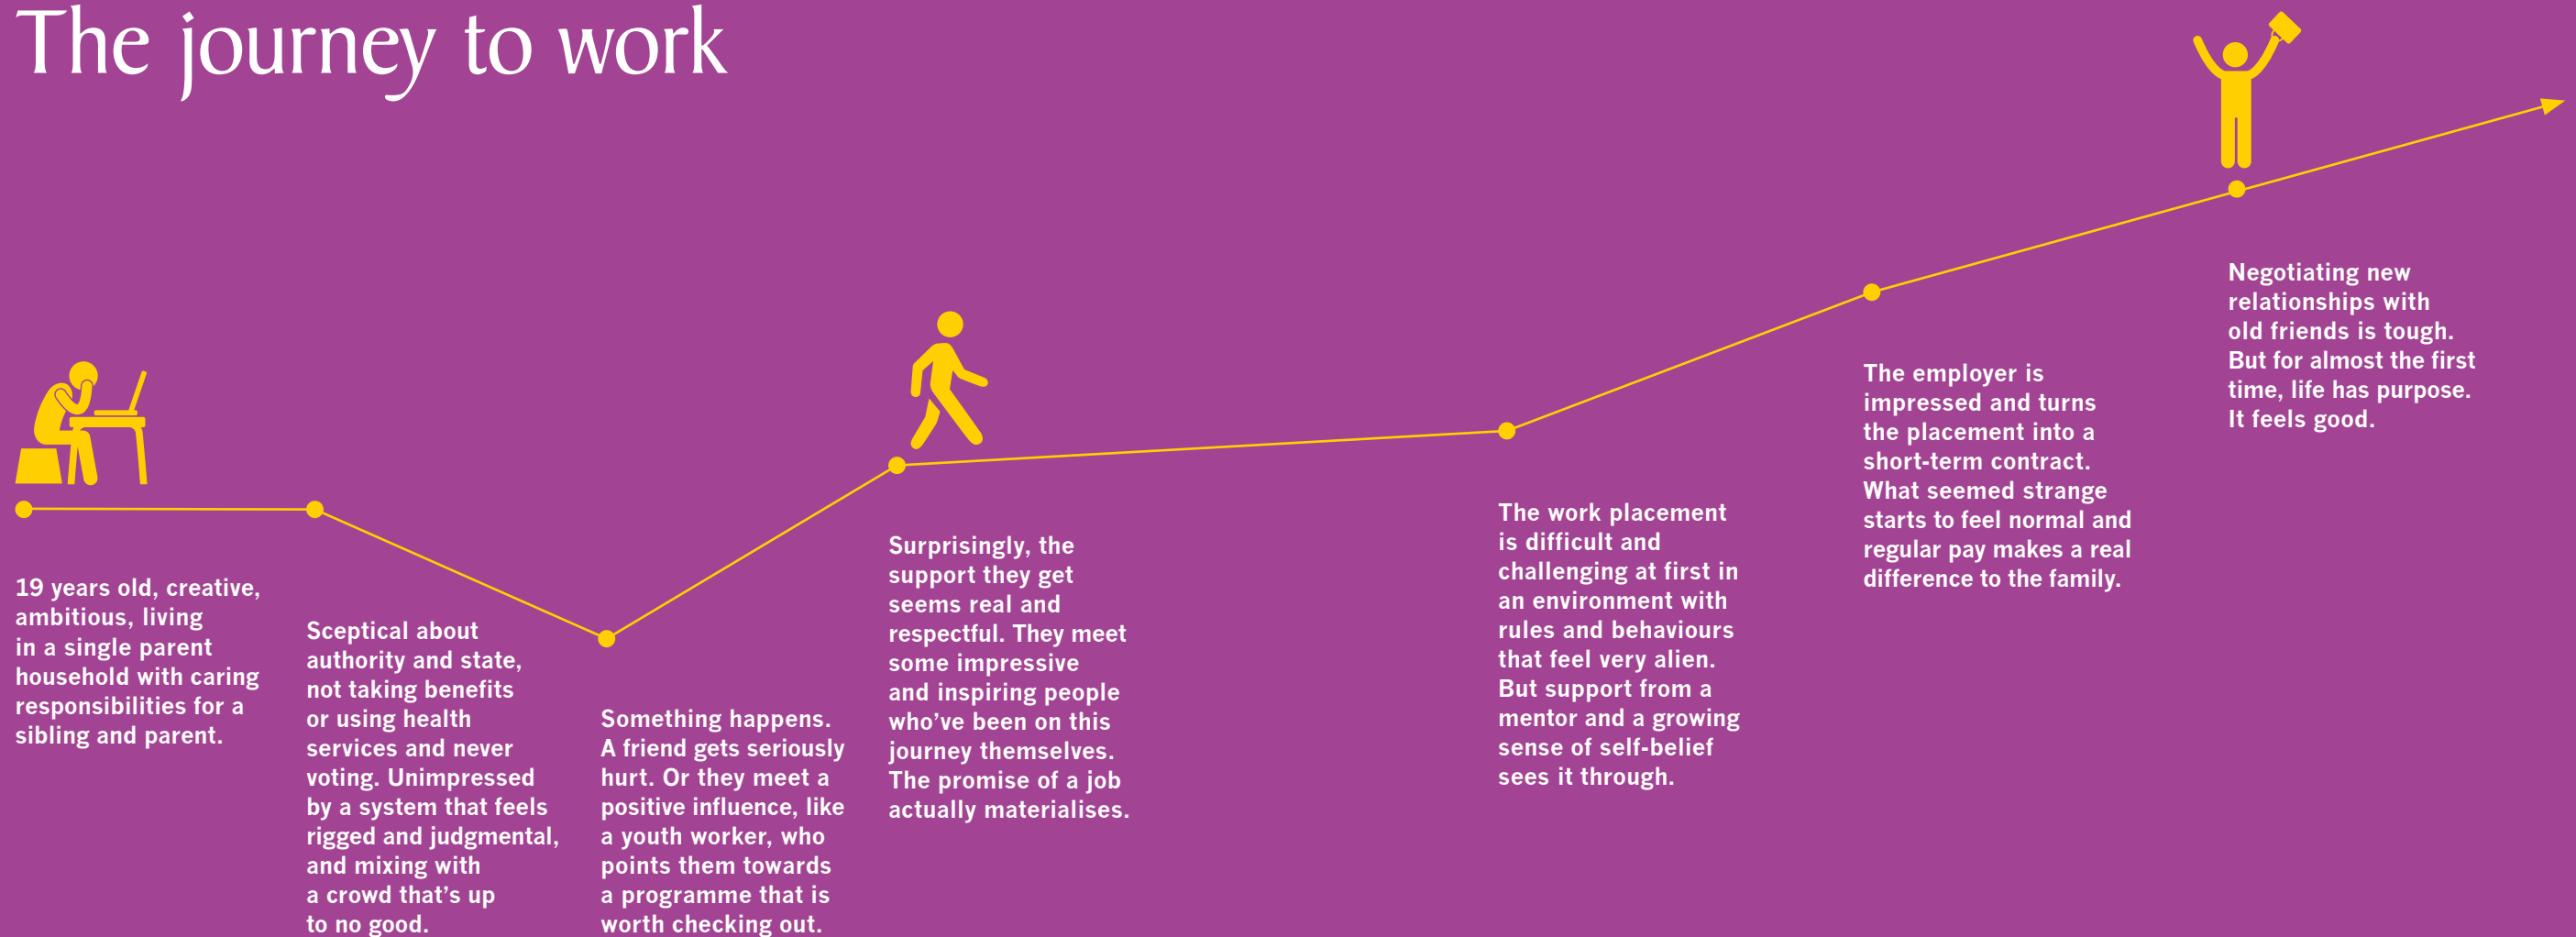 The journey to work
19 years old, creative,
ambitious, living
in a single parent
household with caring
responsibilities for a
sibling and parent.
Sceptical about
authority and state,
not taking benefits
or using health
services and never
voting. Unimpressed
by a system that feels
rigged and judgmental,
and mixing with
a crowd that’s up
to no good.
Something happens.
A friend gets seriously
hurt. Or they meet a
positive influence, like
a youth worker, who
points them towards
a programme that is
worth checking out.
Surprisingly, the
support they get
seems real and
respectful. They meet
some impressive
and inspiring people
who’ve been on this
journey themselves.
The promise of a job
actually materialises.
The work placement
is difficult and
challenging at first in
an environment with
rules and behaviours
that feel very alien.
But support from a
mentor and a growing
sense of self-belief
sees it through.
The employer is
impressed and turns
the placement into a
short-term contract.
What seemed strange
starts to feel normal and
regular pay makes a real
difference to the family.
Negotiating new
relationships with
old friends is tough.
But for almost the first
time, life has purpose.
It feels good.